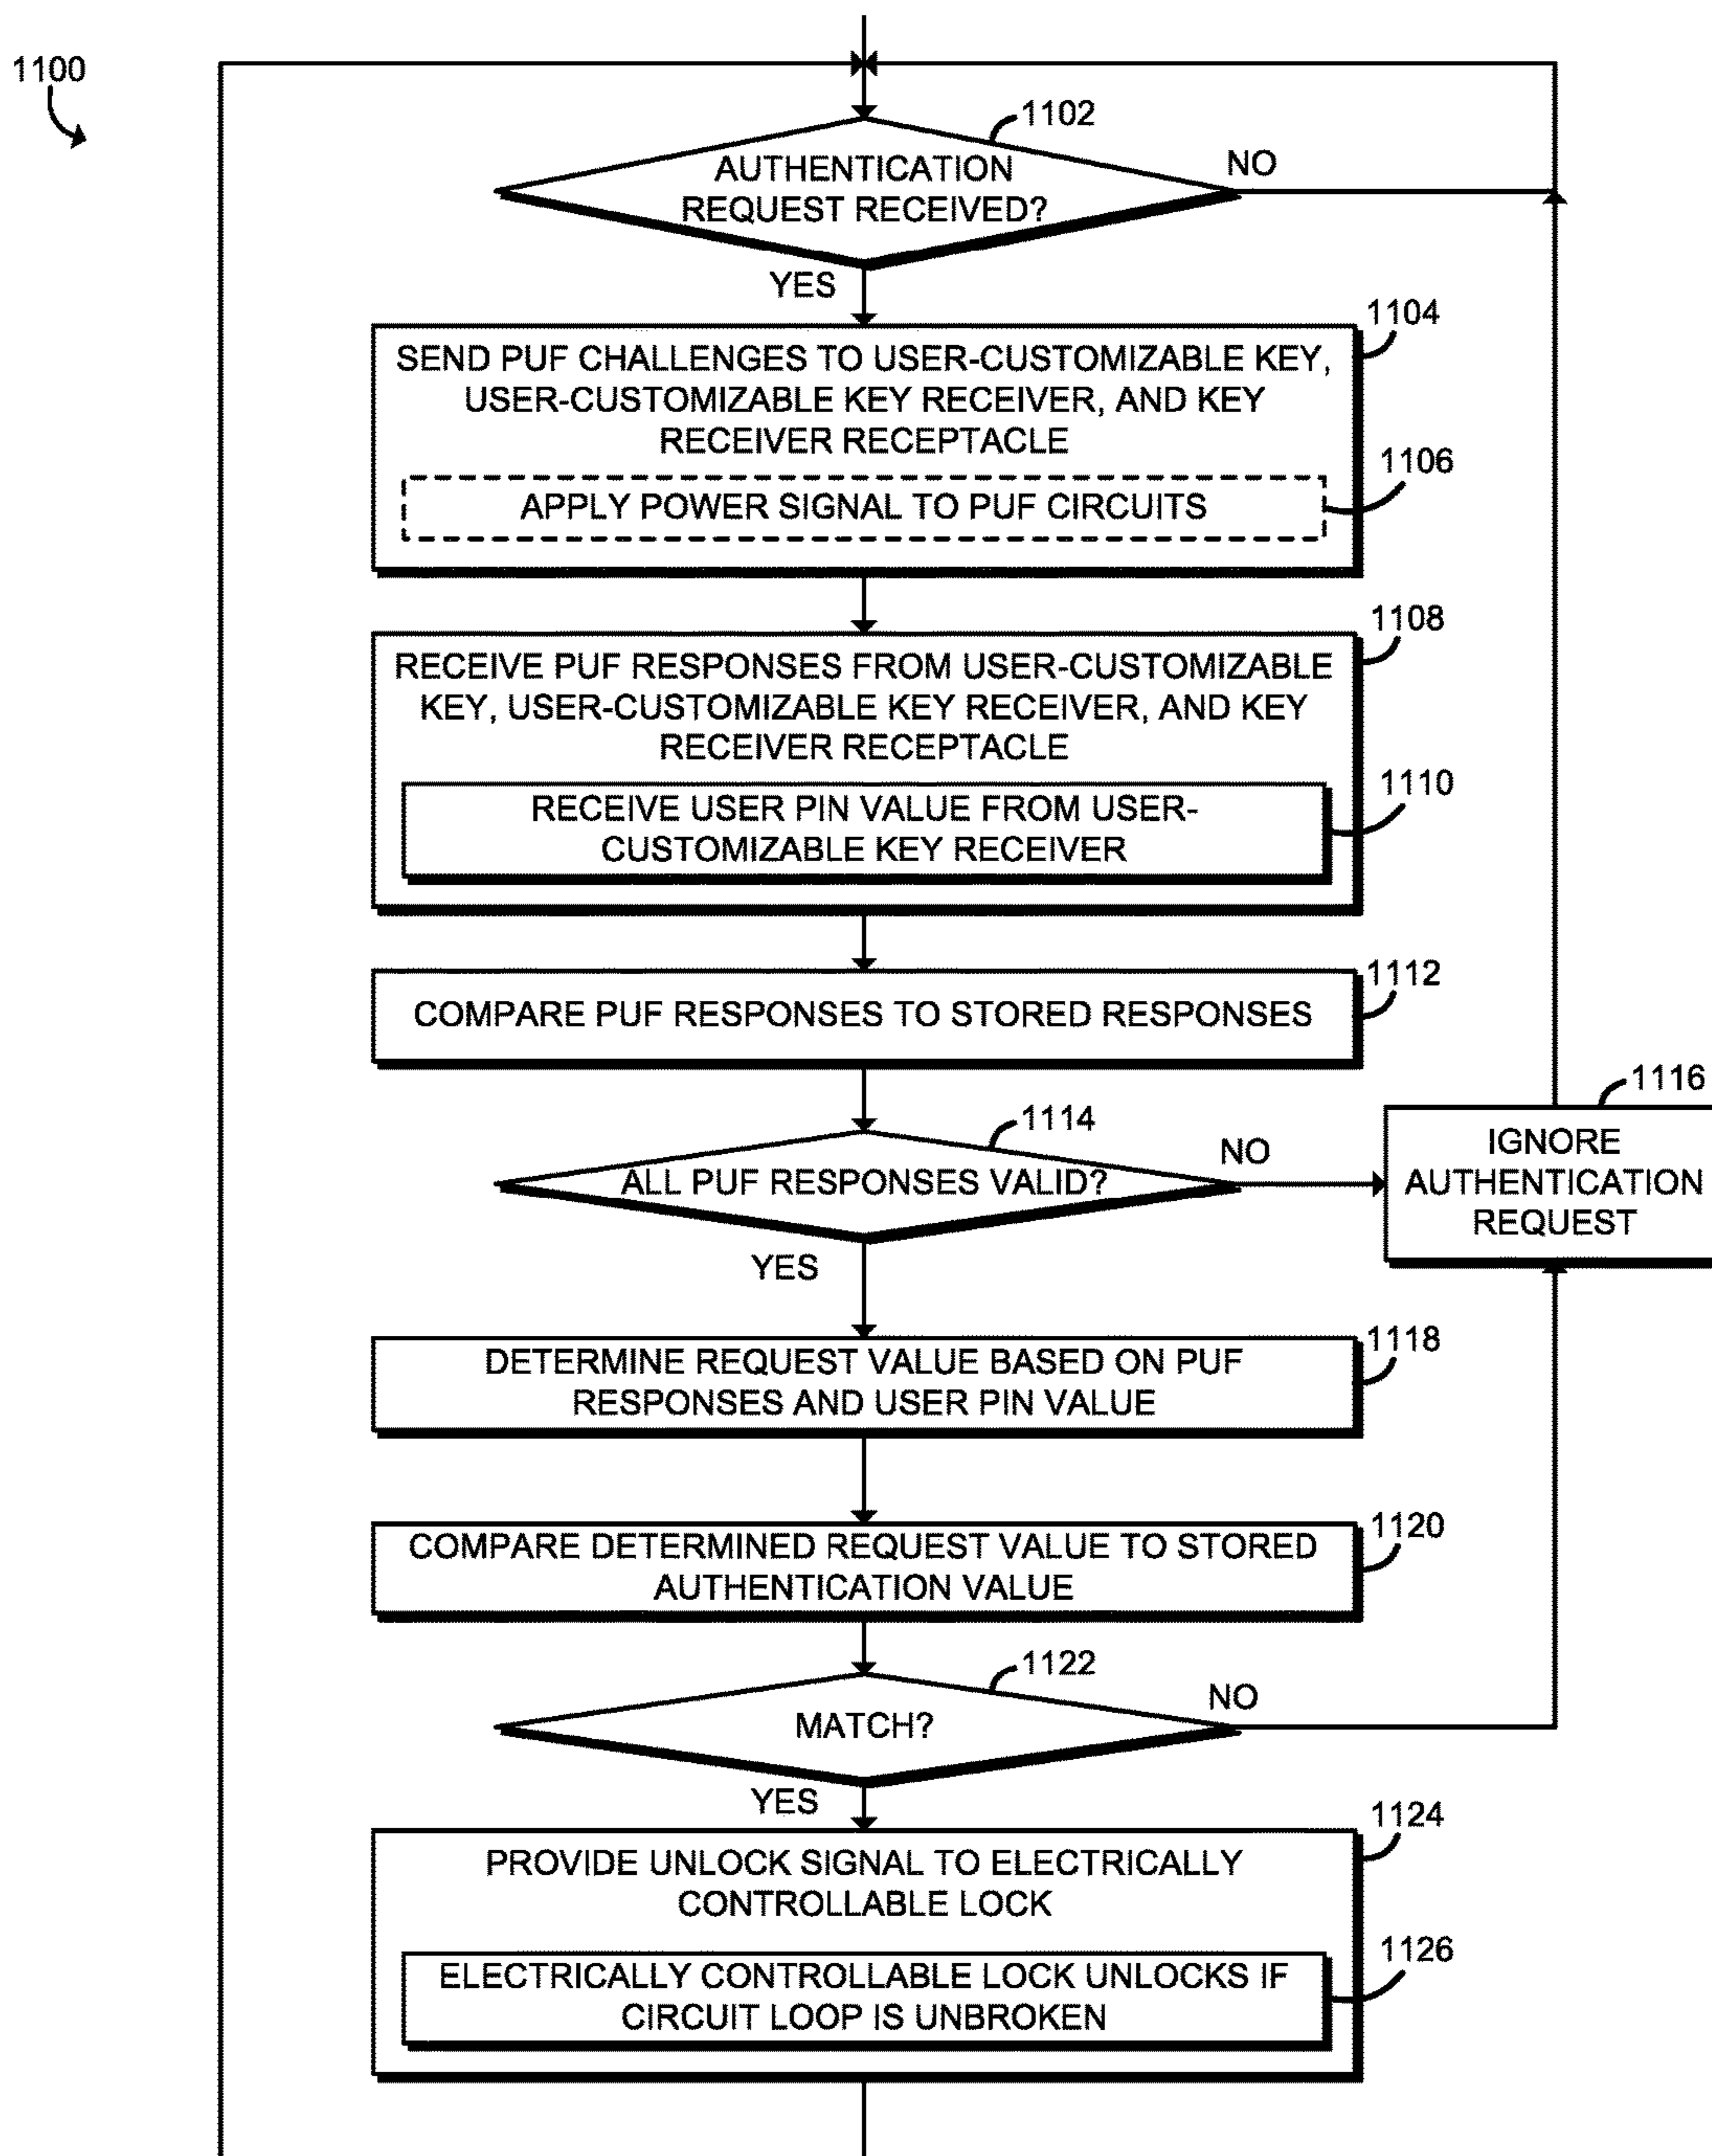 1100
1102
AUTHENTICATION
REQUEST RECEIVED?
NO
YES
1104
SEND PUF CHALLENGES TO USER-CUSTOMIZABLE KEY,
USER-CUSTOMIZABLE KEY RECEIVER, AND KEY
RECEIVER RECEPTACLE
1106
APPLY POWER SIGNAL TO PUF CIRCUITS
1108
RECEIVE PUF RESPONSES FROM USER-CUSTOMIZABLE
KEY, USER-CUSTOMIZABLE KEY RECEIVER, AND KEY
RECEIVER RECEPTACLE
1110
RECEIVE USER PIN VALUE FROM USER-
CUSTOMIZABLE KEY RECEIVER
1112
COMPARE PUF RESPONSES TO STORED RESPONSES
1114
ALL PUF RESPONSES VALID?
NO
YES
1116
IGNORE
AUTHENTICATION
REQUEST
1118
DETERMINE REQUEST VALUE BASED ON PUF
RESPONSES AND USER PIN VALUE
1120
COMPARE DETERMINED REQUEST VALUE TO STORED
AUTHENTICATION VALUE
1122
MATCH?
NO
YES
1124
PROVIDE UNLOCK SIGNAL TO ELECTRICALLY
CONTROLLABLE LOCK
1126
ELECTRICALLY CONTROLLABLE LOCK UNLOCKS IF
CIRCUIT LOOP IS UNBROKEN